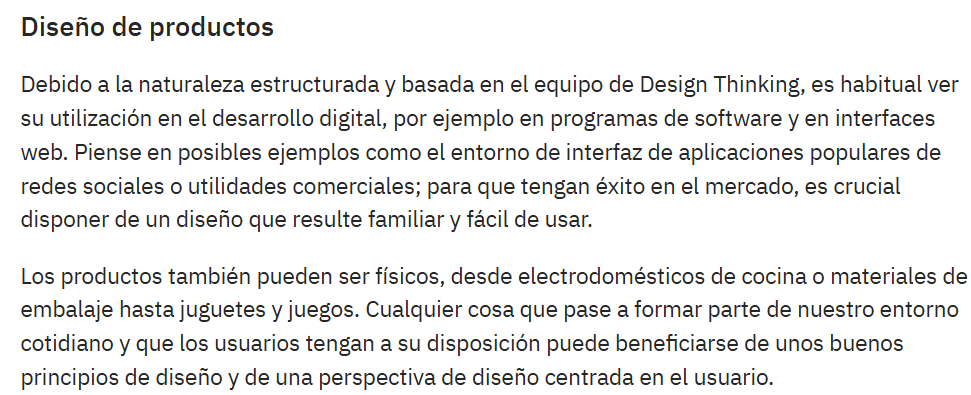 Diseño de productos
Debido a la naturaleza estructurada y basada en el equipo de Design Thinking, es habitual ver
su utilización en el desarrollo digital, por ejemplo en programas de software y en interfaces
web. Piense en posibles ejemplos como el entorno de interfaz de aplicaciones populares de
redes sociales o utilidades comerciales; para que tengan éxito en el mercado, es crucial
disponer de un diseño que resulte familiar y fácil de usar.
Los productos también pueden ser físicos, desde electrodomésticos de cocina o materiales de
embalaje hasta juguetes y juegos. Cualquier cosa que pase a formar parte de nuestro entorno
cotidiano y que los usuarios tengan a su disposición puede beneficiarse de unos buenos
principios de diseño y de una perspectiva de diseño centrada en el usuario.